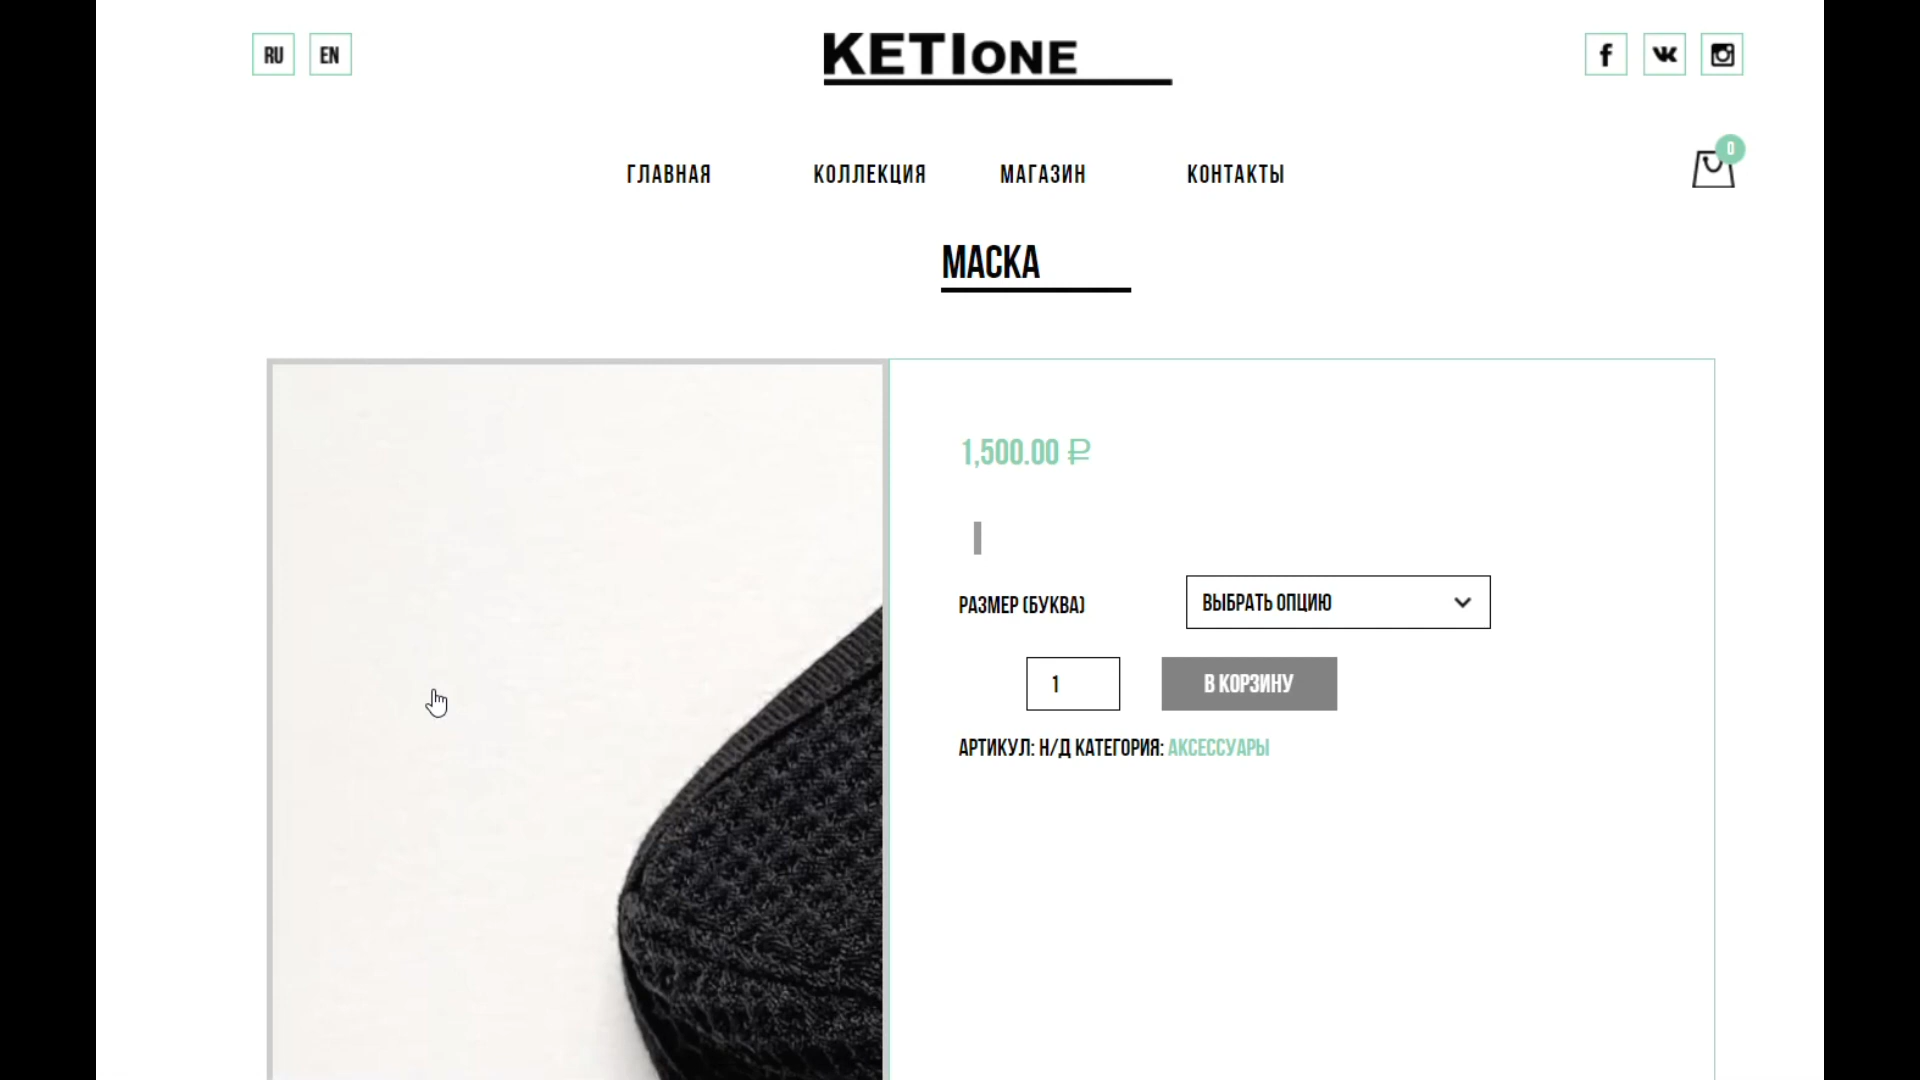 RU EN
KETIONE
ГЛАВНАЯ КОЛЛЕКЦИЯ МАГАЗИН КОНТАКТЫ
0
МАСКА
1,500.00 ₽
РАЗМЕР (БУКВА) ВЫБРАТЬ ОПЦИЮ
1 В КОРЗИНУ
АРТИКУЛ: Н/Д КАТЕГОРИЯ: АКСЕССУАРЫ